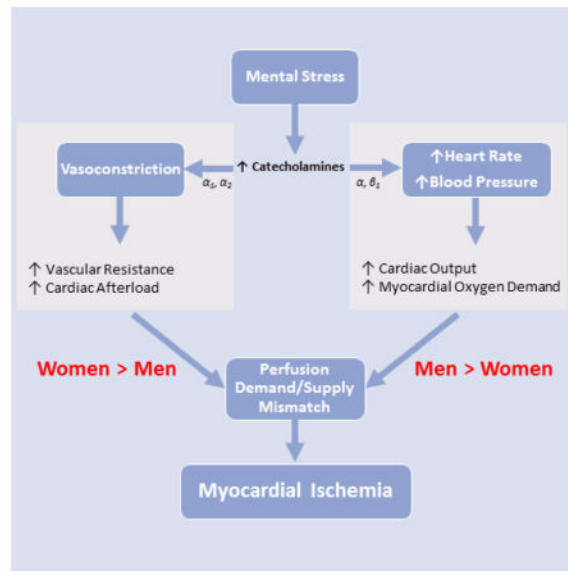 Mental Stress
↑ Catecholamines
Vasoconstriction
α₁, α₂
α, β₁
↑Heart Rate
↑Blood Pressure
↑ Vascular Resistance
↑ Cardiac Afterload
↑ Cardiac Output
↑ Myocardial Oxygen Demand
Women > Men
Men > Women
Perfusion
Demand/Supply
Mismatch
Myocardial Ischemia